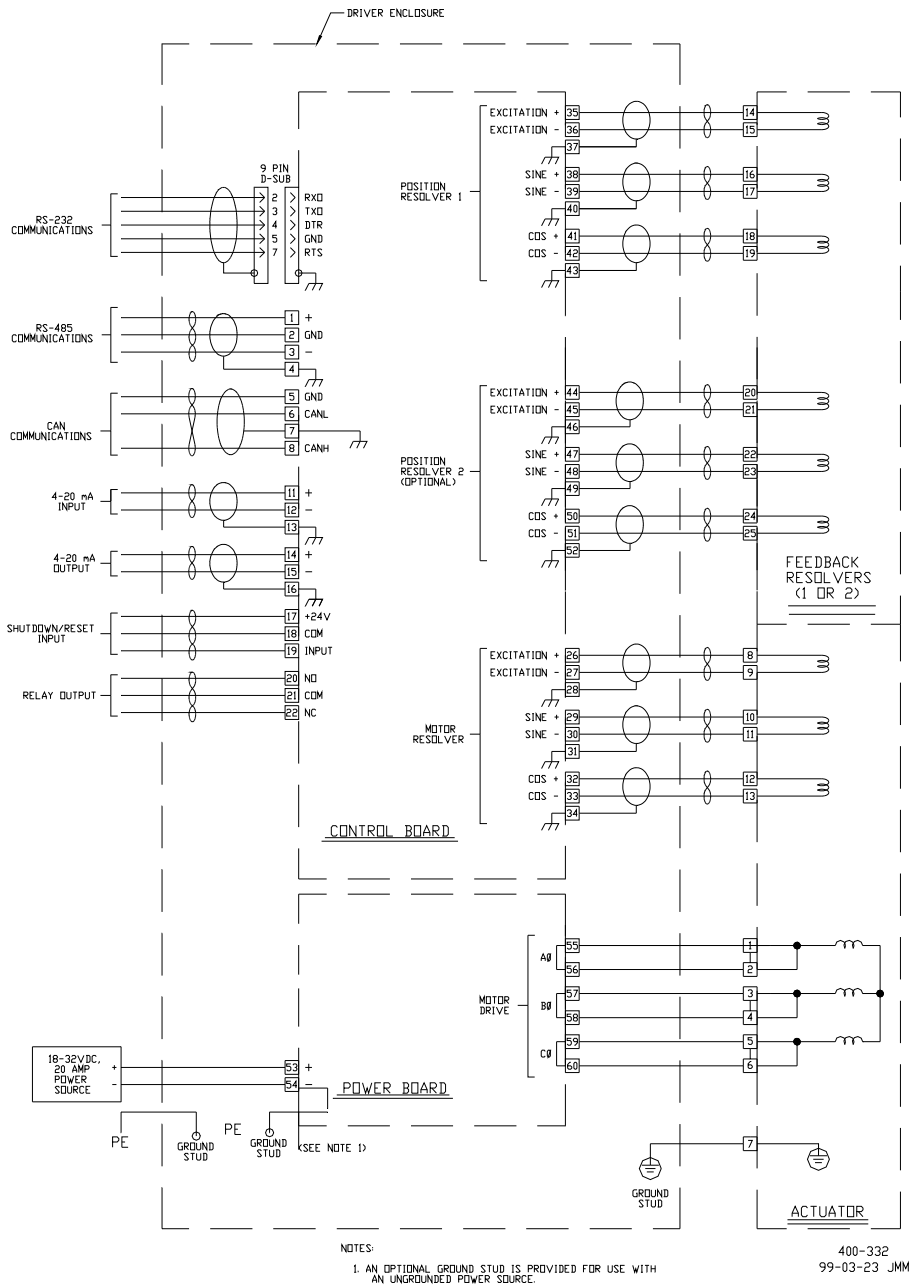 DRIVER ENCLOSURE
9 PIN
D-SUB
RS-232
COMMUNICATIONS
2 RXD
3 TXD
4 DTR
5 GND
7 RTS
RS-485
COMMUNICATIONS
1 +
2 GND
3 -
4
CAN
COMMUNICATIONS
5 GND
6 CANL
7
8 CANH
4-20 mA
INPUT
11 +
12 -
13
4-20 mA
OUTPUT
14 +
15 -
16
SHUTDOWN/RESET
INPUT
17 +24V
18 COM
19 INPUT
RELAY OUTPUT
20 NO
21 COM
22 NC
POSITION
RESOLVER 1
EXCITATION + 35 14
EXCITATION - 36 15
37
SINE + 38 16
SINE - 39 17
40
COS + 41 18
COS - 42 19
43
POSITION
RESOLVER 2
(OPTIONAL)
EXCITATION + 44 20
EXCITATION - 45 21
46
SINE + 47 22
SINE - 48 23
49
COS + 50 24
COS - 51 25
52
FEEDBACK
RESOLVERS
(1 OR 2)
MOTOR
RESOLVER
EXCITATION + 26 8
EXCITATION - 27 9
28
SINE + 29 10
SINE - 30 11
31
COS + 32 12
COS - 33 13
34
CONTROL BOARD
MOTOR
DRIVE
AØ
55 1
56 2
BØ
57 3
58 4
CØ
59 5
60 6
18-32VDC,
20 AMP
POWER
SOURCE
+ 53 +
- 54 -
POWER BOARD
PE
GROUND
STUD
PE
GROUND
STUD
(SEE NOTE 1)
7
GROUND
STUD
ACTUATOR
NOTES:
1. AN OPTIONAL GROUND STUD IS PROVIDED FOR USE WITH
AN UNGROUNDED POWER SOURCE.
400-332
99-03-23 JMM